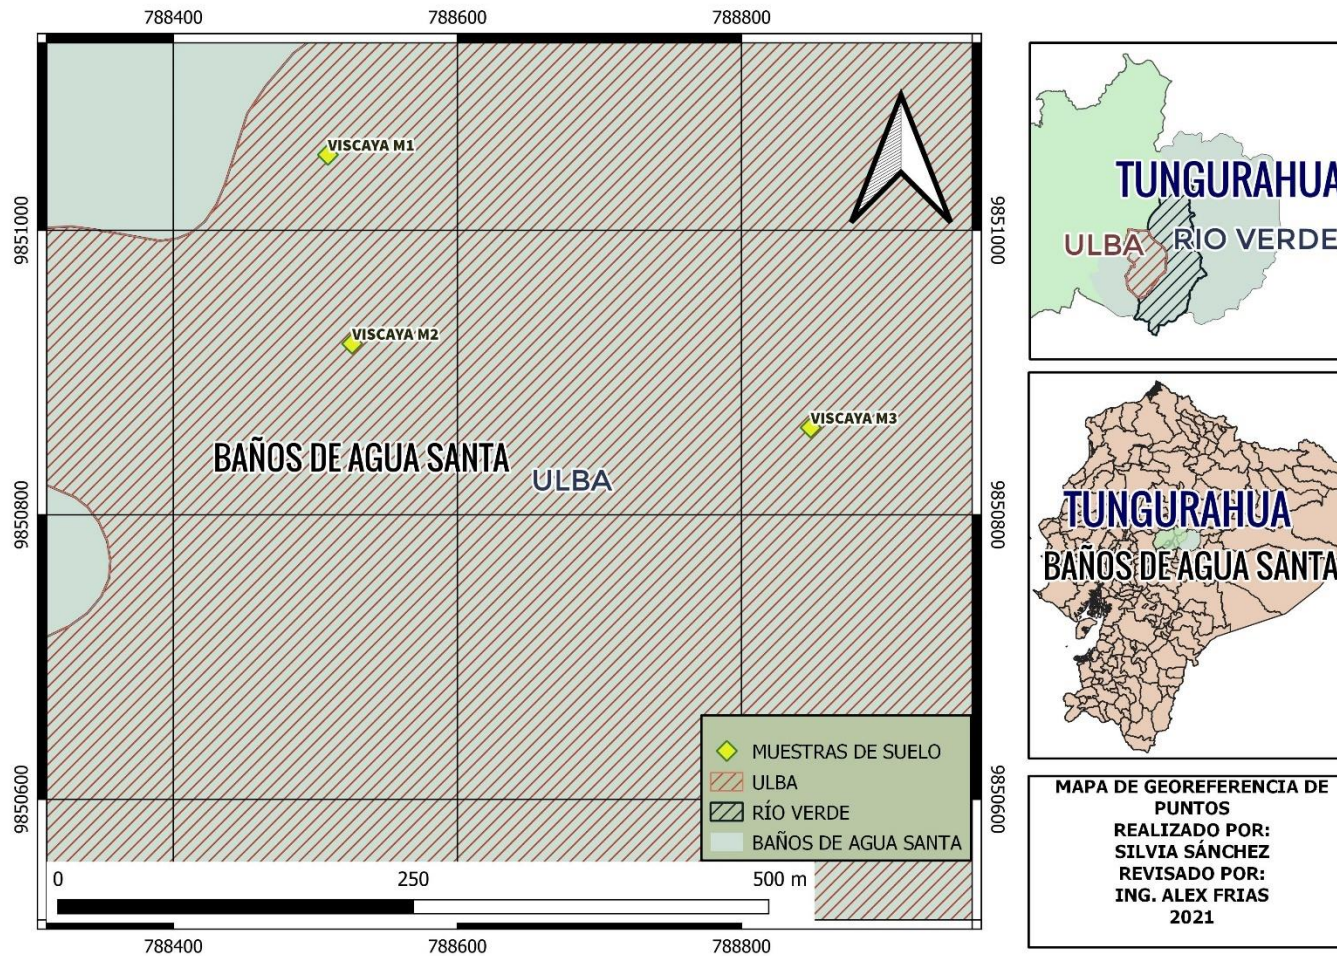 788400
788600
788800
VISCAYA M1
9851000
9851000
VISCAYA M2
VISCAYA M3
BAÑOS DE AGUA SANTA
ULBA
9850800
9850800
MUESTRAS DE SUELO
ULBA
RÍO VERDE
BAÑOS DE AGUA SANTA
9850600
9850600
0
250
500 m
788400
788600
788800
TUNGURAHUA
ULBA
RIO VERDE
TUNGURAHUA
BAÑOS DE AGUA SANTA
MAPA DE GEOREFERENCIA DE
PUNTOS
REALIZADO POR:
SILVIA SÁNCHEZ
REVISADO POR:
ING. ALEX FRIAS
2021